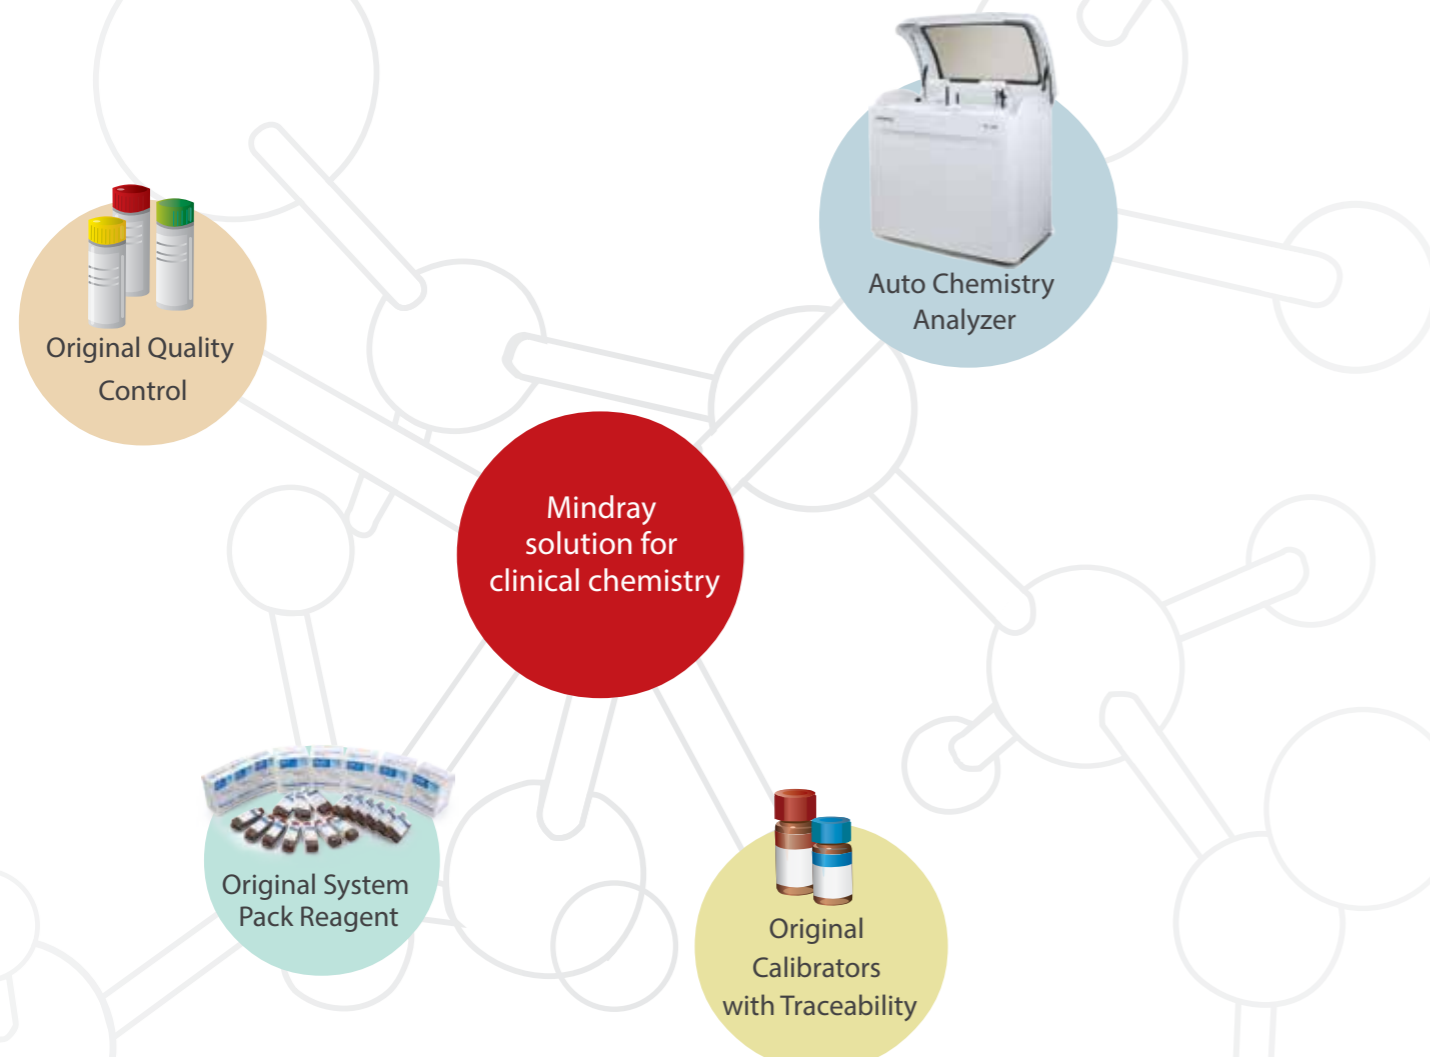 Auto Chemistry
Analyzer
Original Quality
Control
Mindray
solution for
clinical chemistry
Original System
Pack Reagent
Original
Calibrators
with Traceability